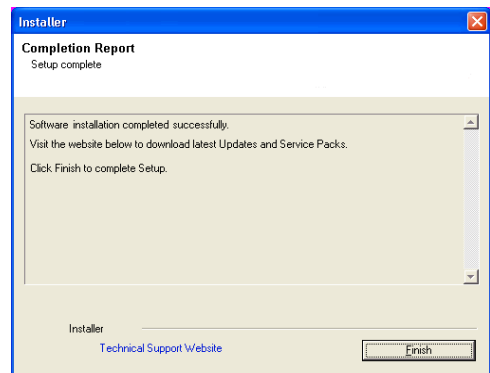 Installer
Completion Report
Setup complete
Software installation completed successfully.
Visit the website below to download latest Updates and Service Packs.
Click Finish to complete Setup.
Installer
Technical Support Website
Finish